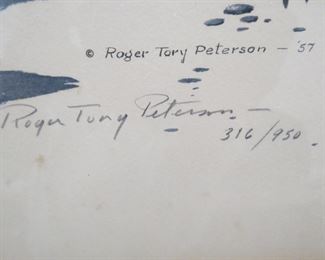 © Roger Tory Peterson — '57
Roger Tory Peterson —
316/950